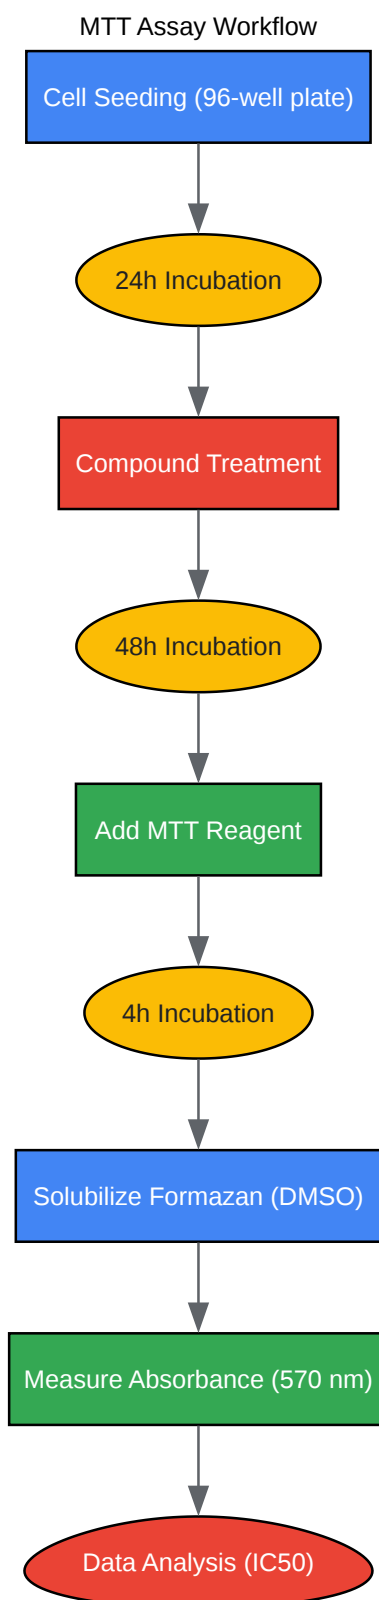 MTT Assay Workflow
Cell Seeding (96-well plate)
24h Incubation
Compound Treatment
48h Incubation
Add MTT Reagent
4h Incubation
Solubilize Formazan (DMSO)
Measure Absorbance (570 nm)
Data Analysis (IC50)